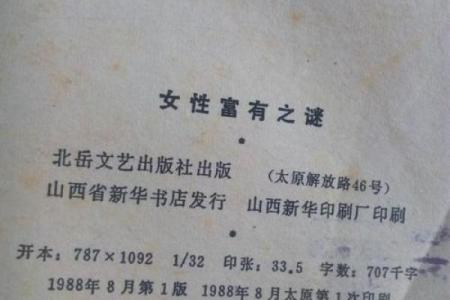 女性富有之谜
北岳文艺出版社出版 (太原解放路46号)
山西省新华书店发行 山西新华印刷厂印刷
开本：787×1092 1/32 印张：33.5 字数：707千字
1988年8月第1版 1988年8月太原第1次印刷